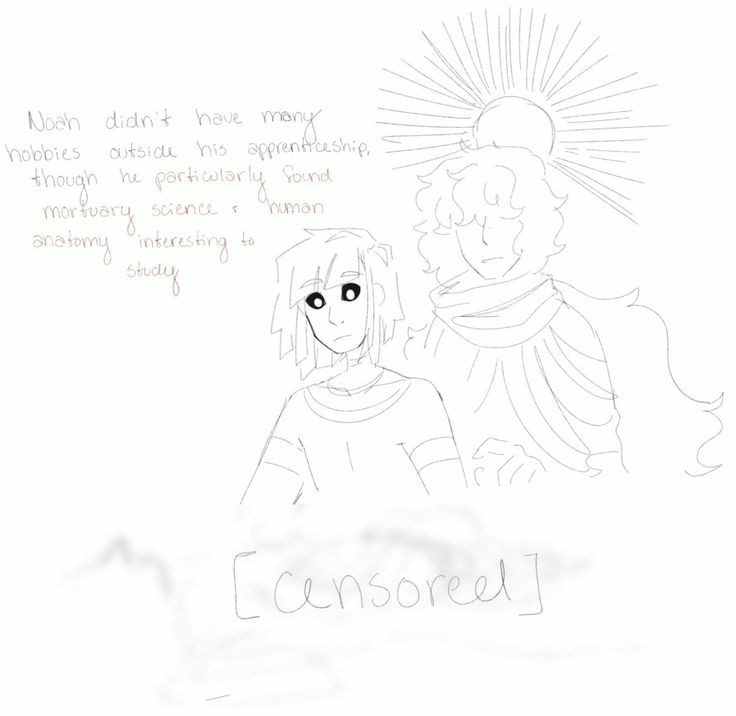 Noah didn't have many
hobbies outside his apprenticeship,
though he particularly found
mortuary science & human
anatomy interesting to
study
[censored]